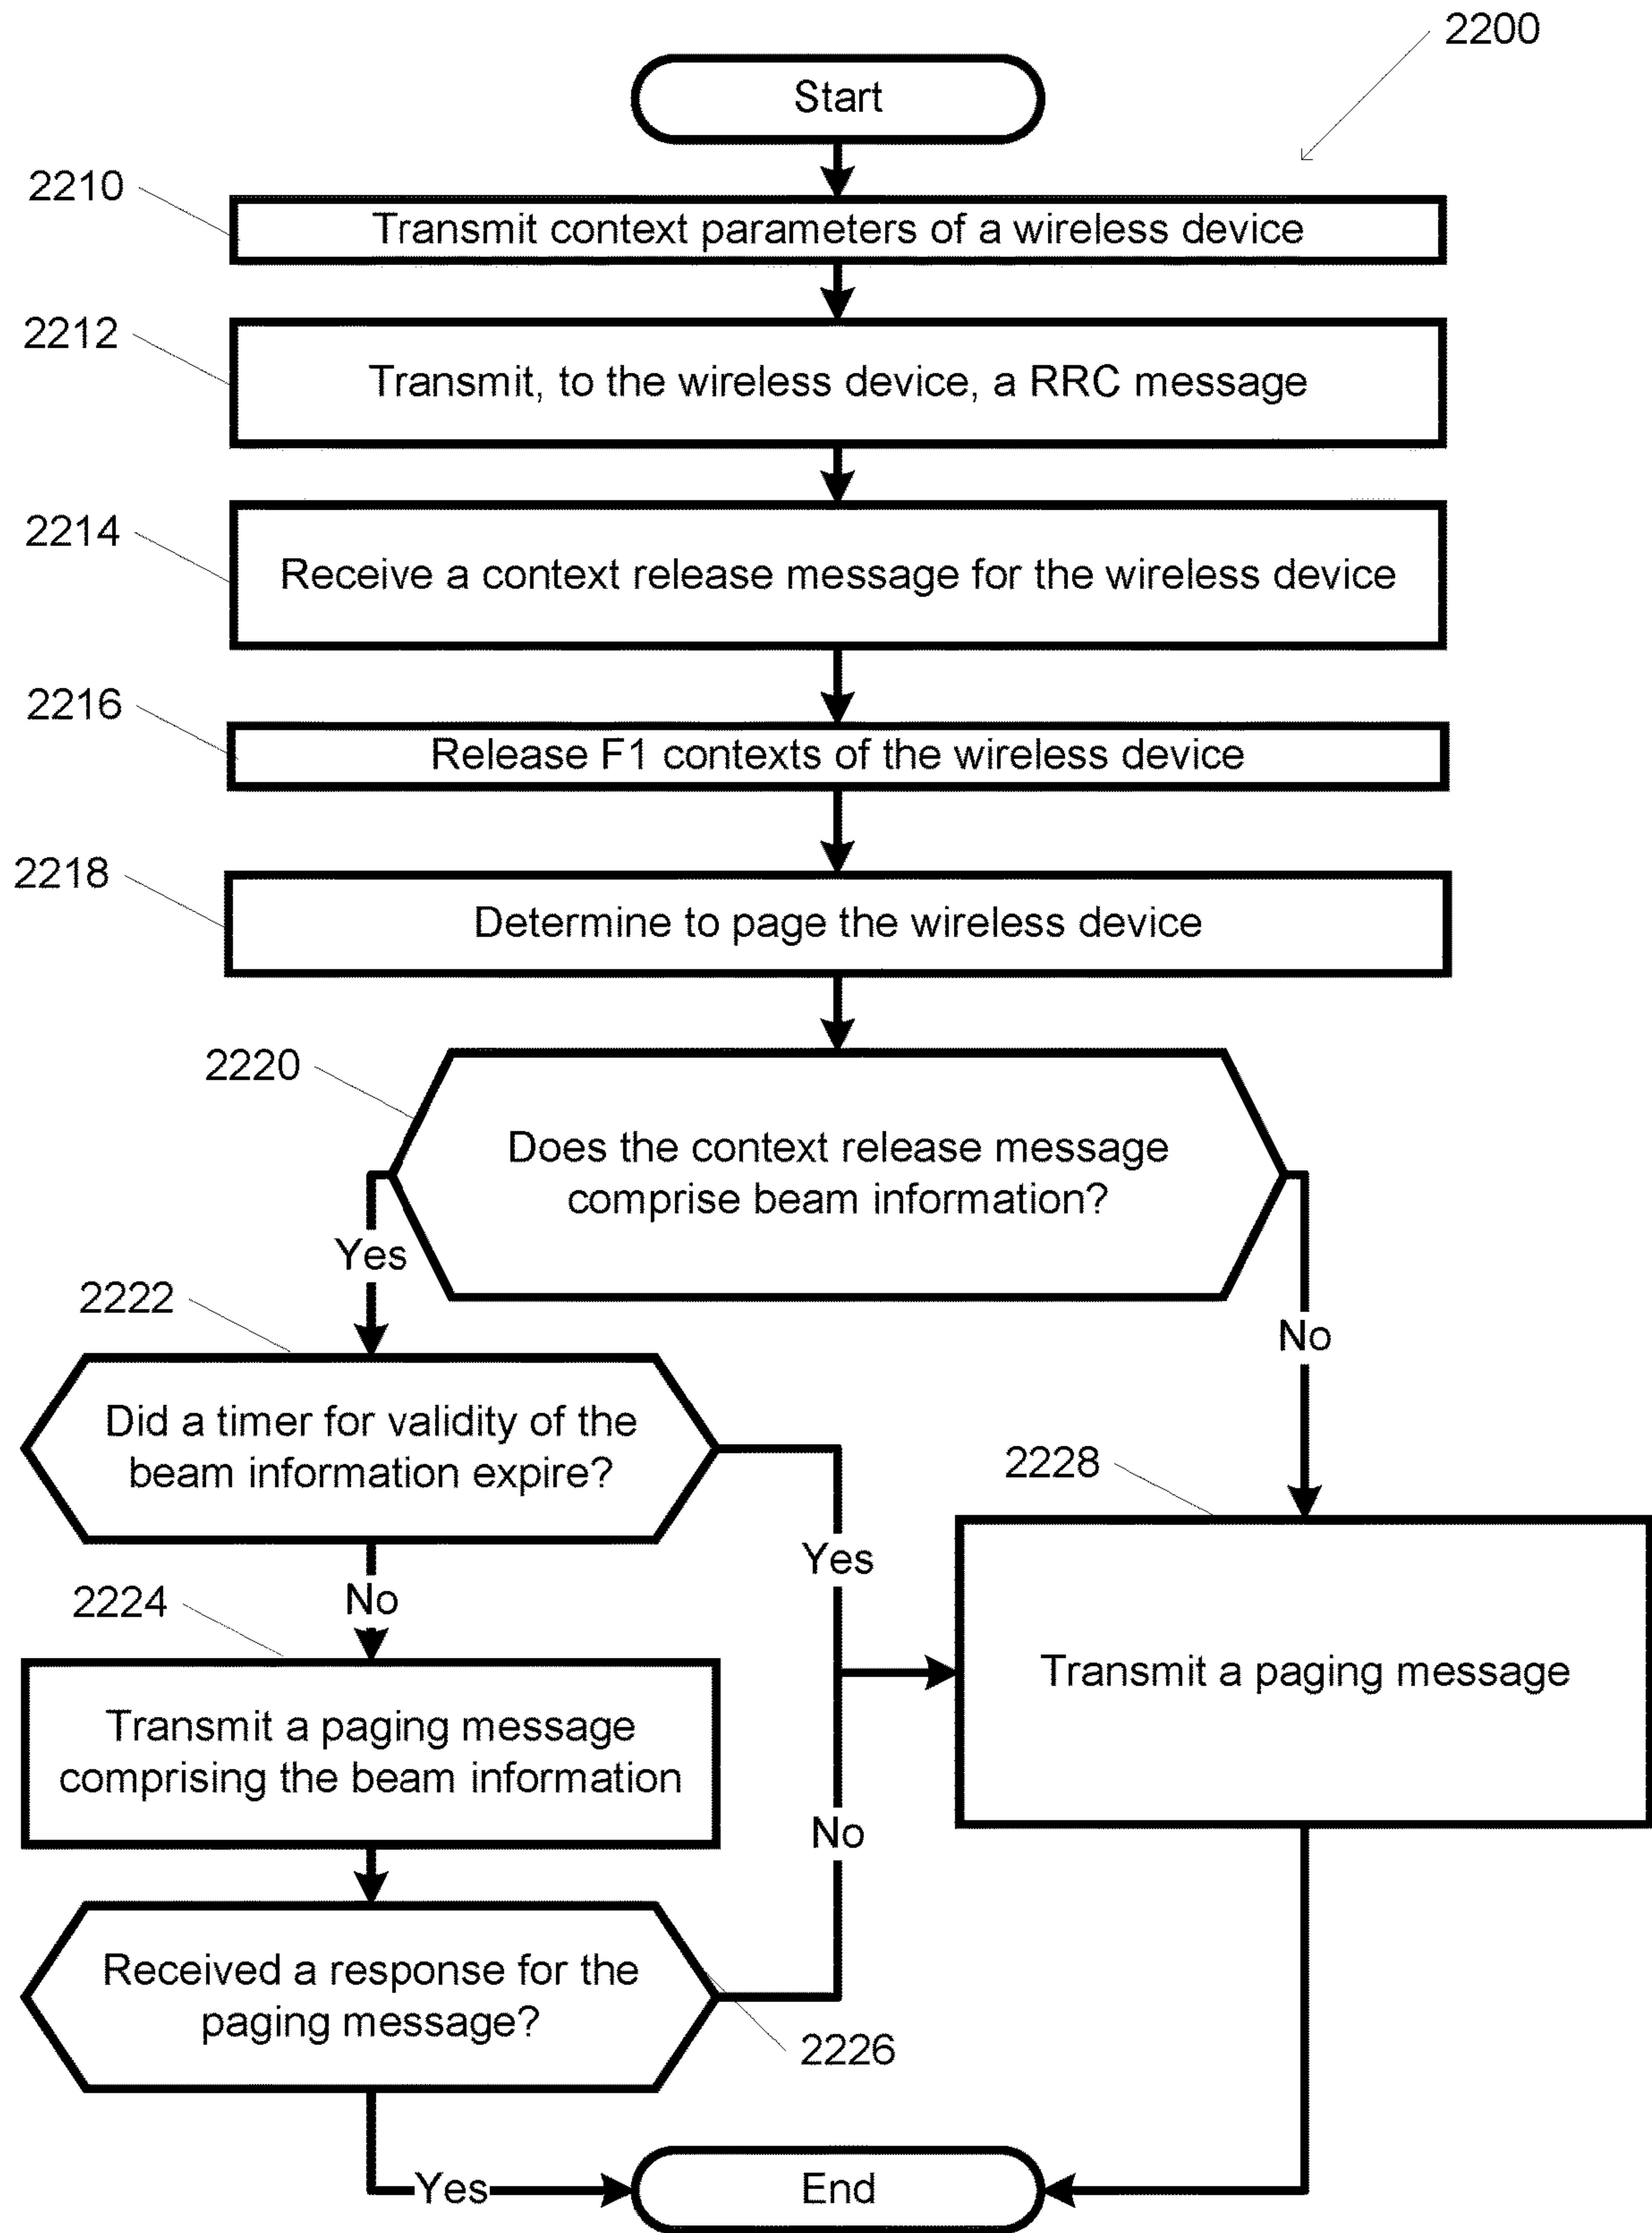 2200
Start
2210
Transmit context parameters of a wireless device
2212
Transmit, to the wireless device, a RRC message
2214
Receive a context release message for the wireless device
2216
Release F1 contexts of the wireless device
2218
Determine to page the wireless device
2220
Does the context release message
comprise beam information?
Yes
No
2222
Did a timer for validity of the
beam information expire?
Yes
No
2224
Transmit a paging message
comprising the beam information
2228
Transmit a paging message
No
Received a response for the
paging message?
2226
Yes
End